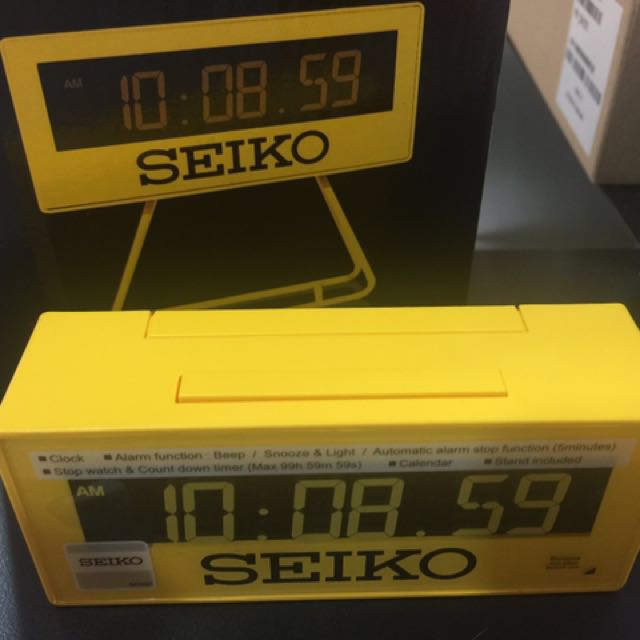 AM 10:08.59
SEIKO
■ Clock ■ Alarm function : Beep / Snooze & Light / Automatic alarm stop function (5minutes)
■ Stop watch & Count down timer (Max 99h 59m 59s) ■ Calendar ■ Stand included
AM 10:08.59
SEIKO
SEIKO